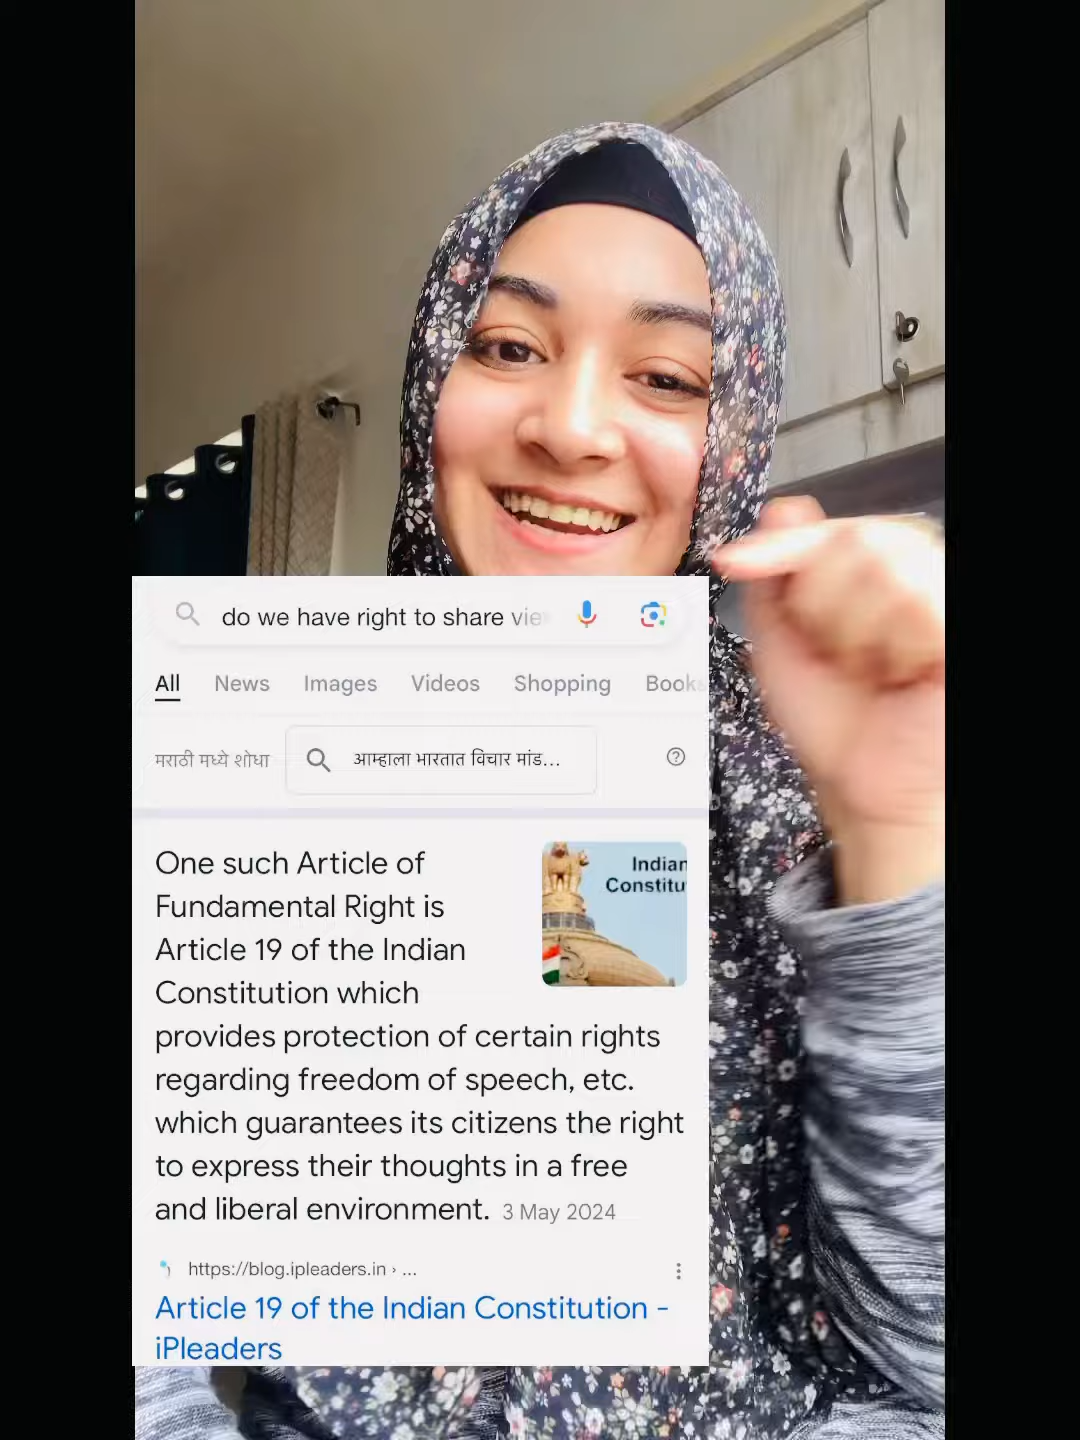 do we have right to share
All News Images Videos Shopping Book
मराठी मध्ये शोधा आम्हाला भारतात विचार मांड...
Indian
Constitu
One such Article of
Fundamental Right is
Article 19 of the Indian
Constitution which
provides protection of certain rights
regarding freedom of speech, etc.
which guarantees its citizens the right
to express their thoughts in a free
and liberal environment. 3 May 2024
https://blog.ipleaders.in › ...
Article 19 of the Indian Constitution -
iPleaders